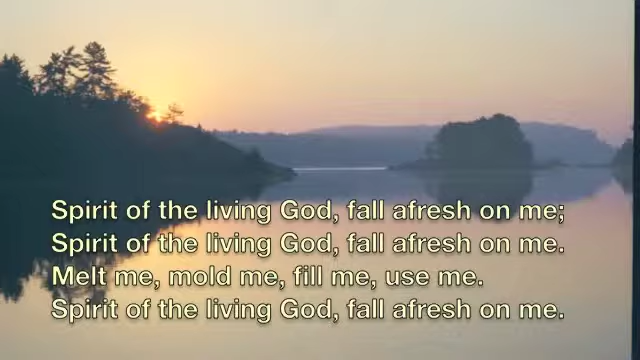 Spirit of the living God, fall afresh on me;
Spirit of the living God, fall afresh on me.
Melt me, mold me, fill me, use me.
Spirit of the living God, fall afresh on me.